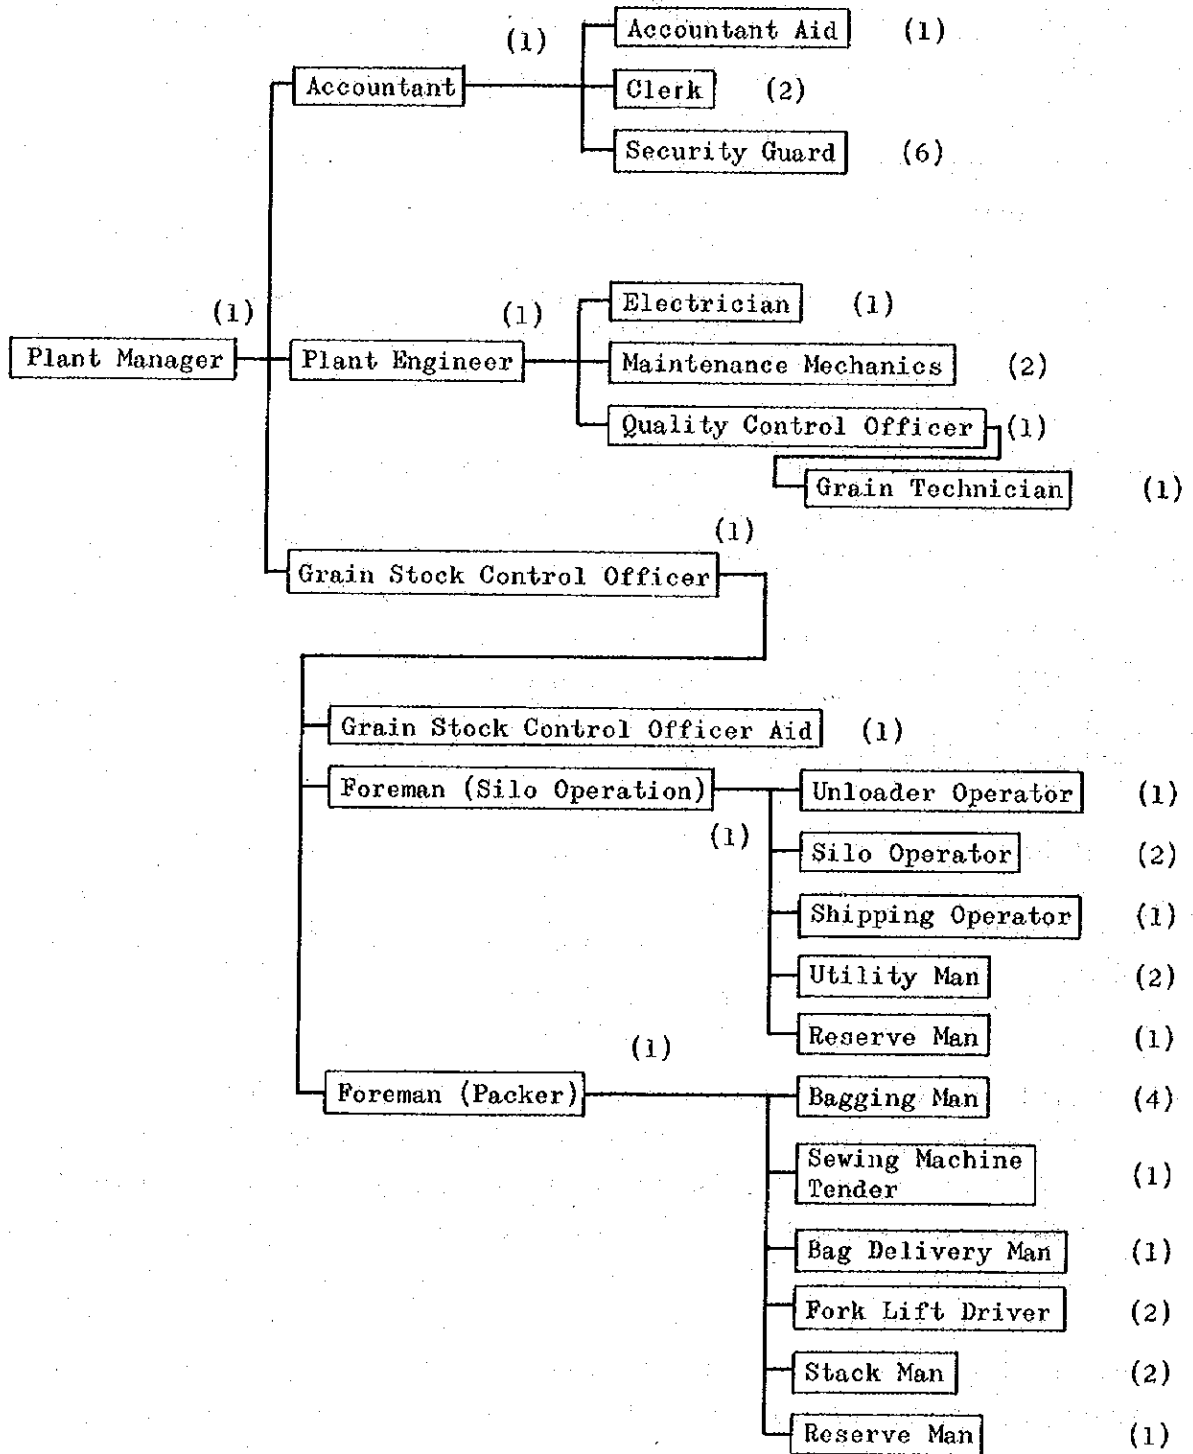 (1)
Accountant Aid (1)
Accountant
Clerk (2)
Security Guard (6)
(1)
(1)
Electrician (1)
Plant Manager
Plant Engineer
Maintenance Mechanics (2)
Quality Control Officer (1)
Grain Technician (1)
(1)
Grain Stock Control Officer
Grain Stock Control Officer Aid (1)
Foreman (Silo Operation)
(1)
Unloader Operator (1)
Silo Operator (2)
Shipping Operator (1)
Utility Man (2)
Reserve Man (1)
(1)
Foreman (Packer)
Bagging Man (4)
Sewing Machine
Tender (1)
Bag Delivery Man (1)
Fork Lift Driver (2)
Stack Man (2)
Reserve Man (1)